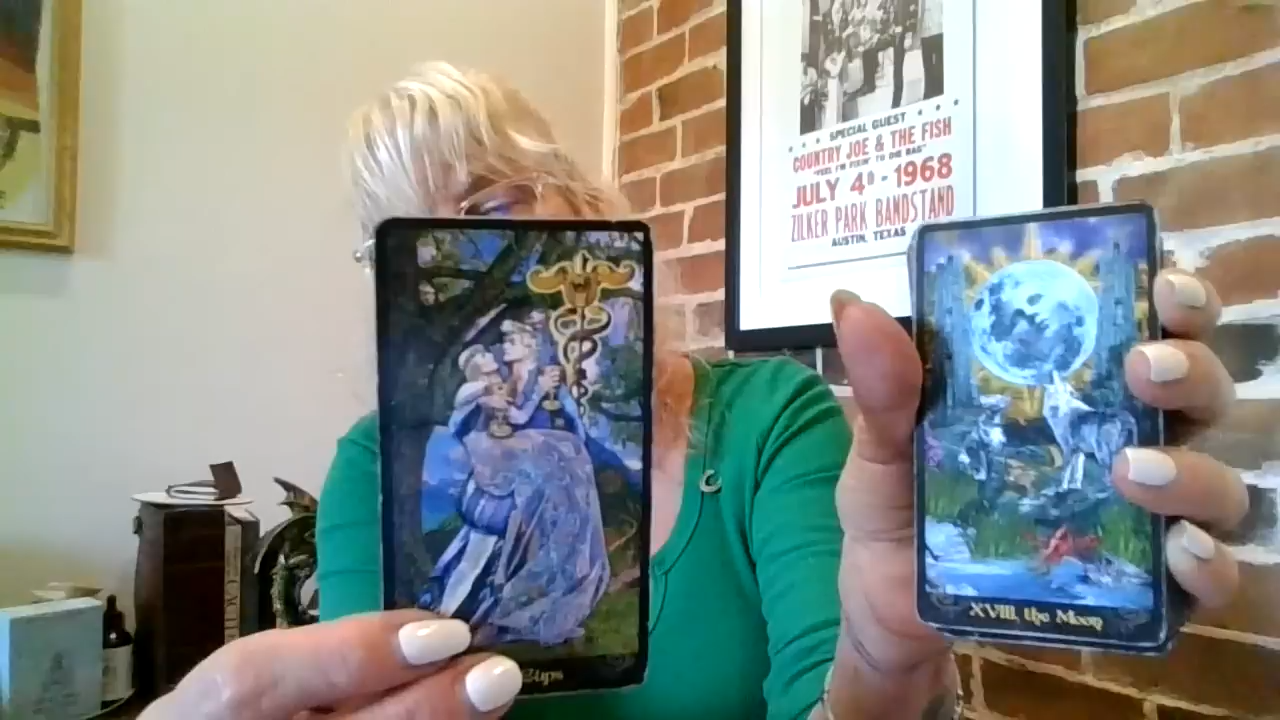 SPECIAL GUEST
COUNTRY JOE & THE FISH
"FEEL I'M FIXIN' TO DIE RAG"
JULY 4th - 1968
ZILKER PARK BANDSTAND
AUSTIN, TEXAS
XVIII, the Moon
Cups